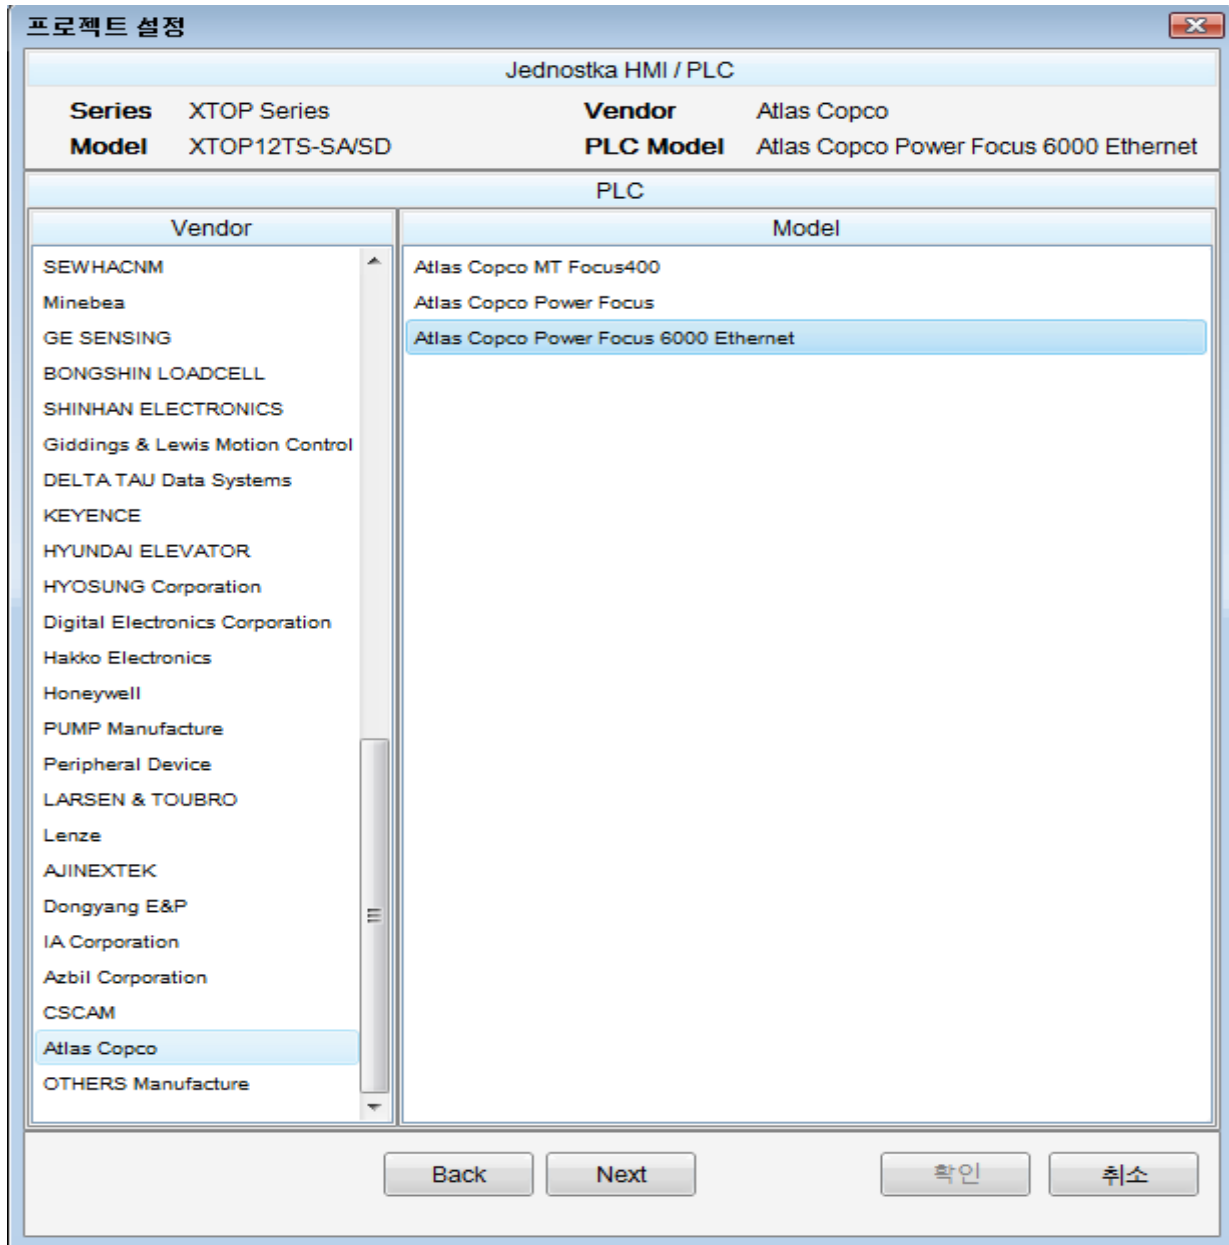 프로젝트 설정
Jednostka HMI / PLC
Series XTOP Series Vendor Atlas Copco
Model XTOP12TS-SA/SD PLC Model Atlas Copco Power Focus 6000 Ethernet
PLC
Vendor
SEWHACNM
Minebea
GE SENSING
BONGSHIN LOADCELL
SHINHAN ELECTRONICS
Giddings & Lewis Motion Control
DELTA TAU Data Systems
KEYENCE
HYUNDAI ELEVATOR
HYOSUNG Corporation
Digital Electronics Corporation
Hakko Electronics
Honeywell
PUMP Manufacture
Peripheral Device
LARSEN & TOUBRO
Lenze
AJINEXTEK
Dongyang E&P
IA Corporation
Azbil Corporation
CSCAM
Atlas Copco
OTHERS Manufacture
Model
Atlas Copco MT Focus400
Atlas Copco Power Focus
Atlas Copco Power Focus 6000 Ethernet
Back Next 확인 취소